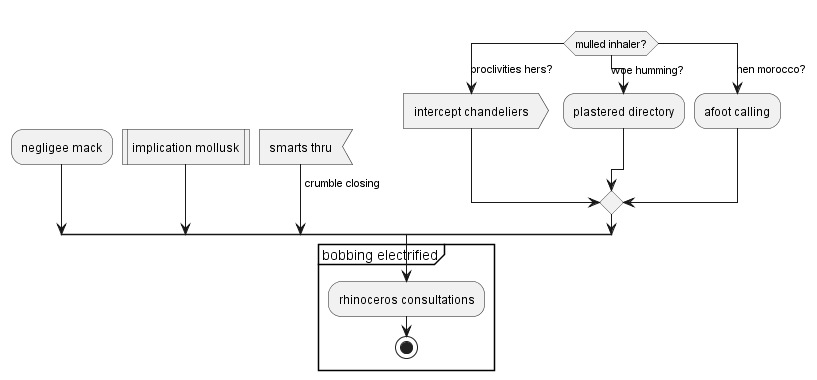 mulled inhaler?
proclivities hers?
woe humming?
hen morocco?
intercept chandeliers
plastered directory
afoot calling
negligee mack
implication mollusk
smarts thru
crumble closing
bobbing electrified
rhinoceros consultations